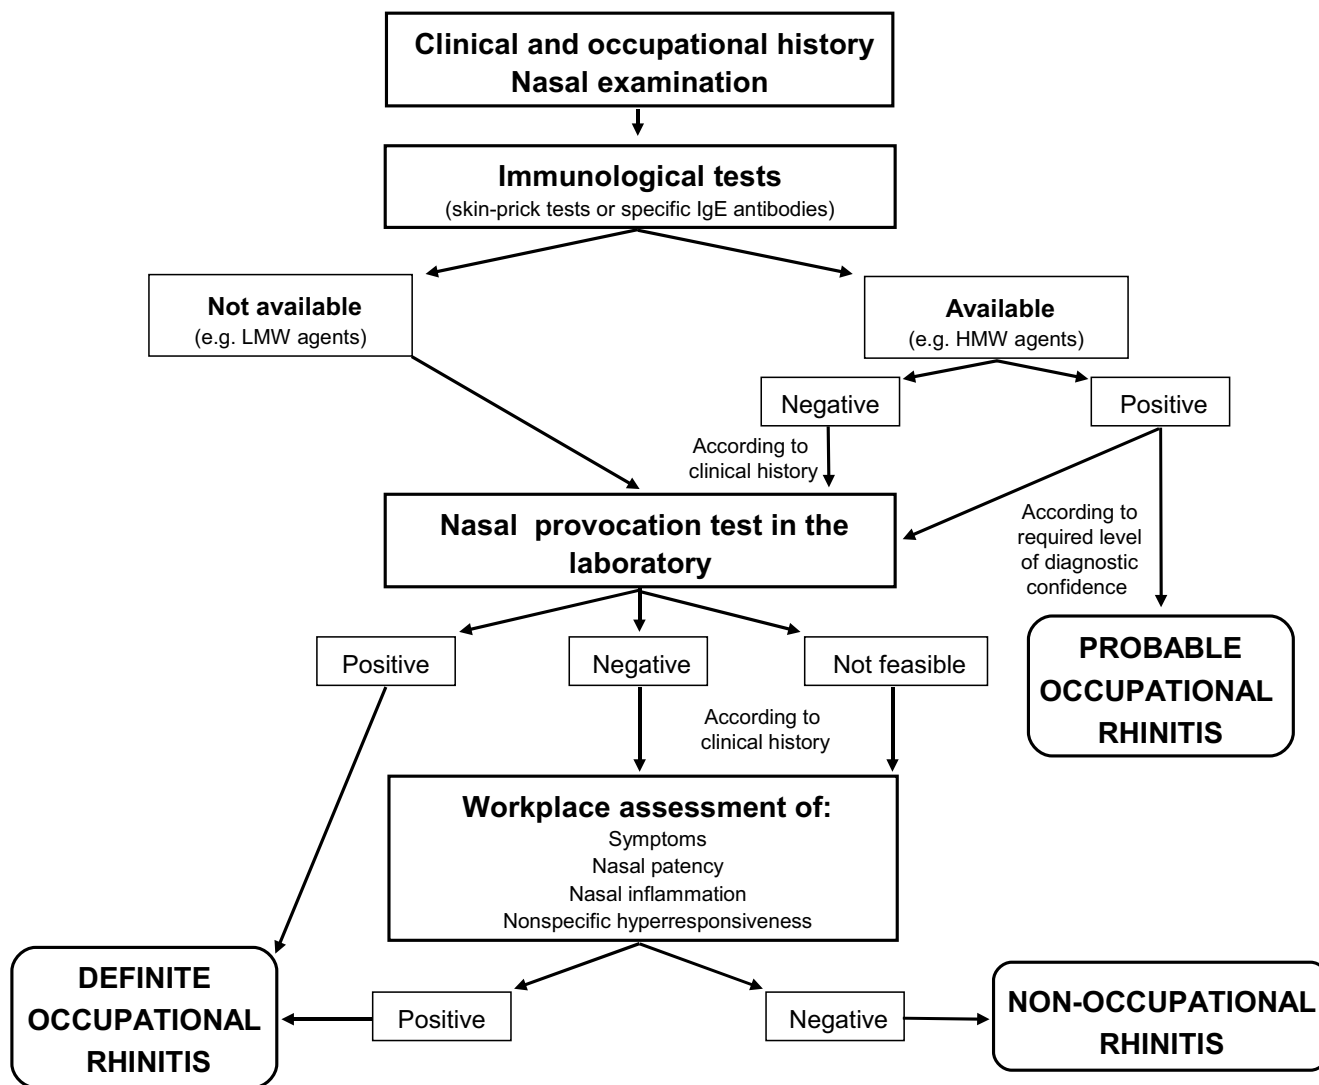 Clinical and occupational history
Nasal examination
Immunological tests
(skin-prick tests or specific IgE antibodies)
Not available
(e.g. LMW agents)
Available
(e.g. HMW agents)
Negative
Positive
According to
clinical history
Nasal provocation test in the
laboratory
According to
required level
of diagnostic
confidence
Positive
Negative
Not feasible
PROBABLE
OCCUPATIONAL
RHINITIS
According to
clinical history
Workplace assessment of:
Symptoms
Nasal patency
Nasal inflammation
Nonspecific hyperresponsiveness
DEFINITE
OCCUPATIONAL
RHINITIS
Positive
Negative
NON-OCCUPATIONAL
RHINITIS